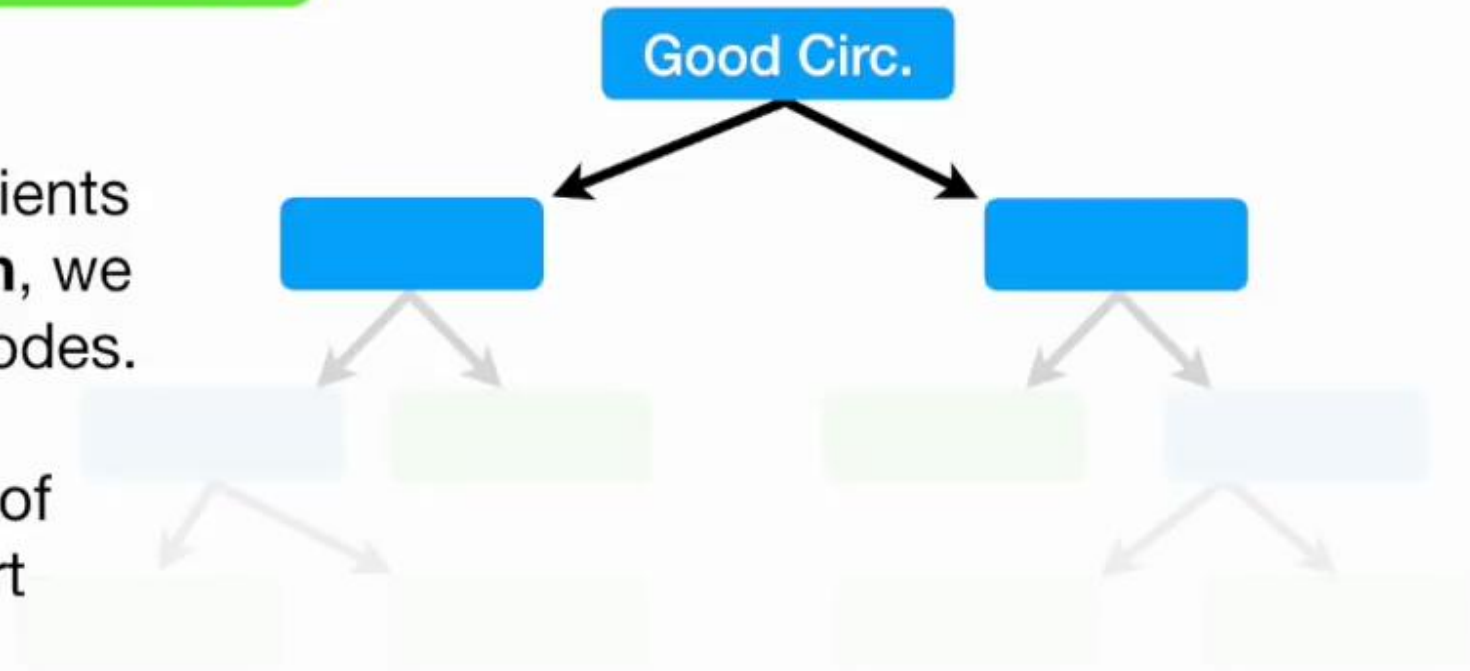 Good Circ.
ients
n, we
odes.
of
rt